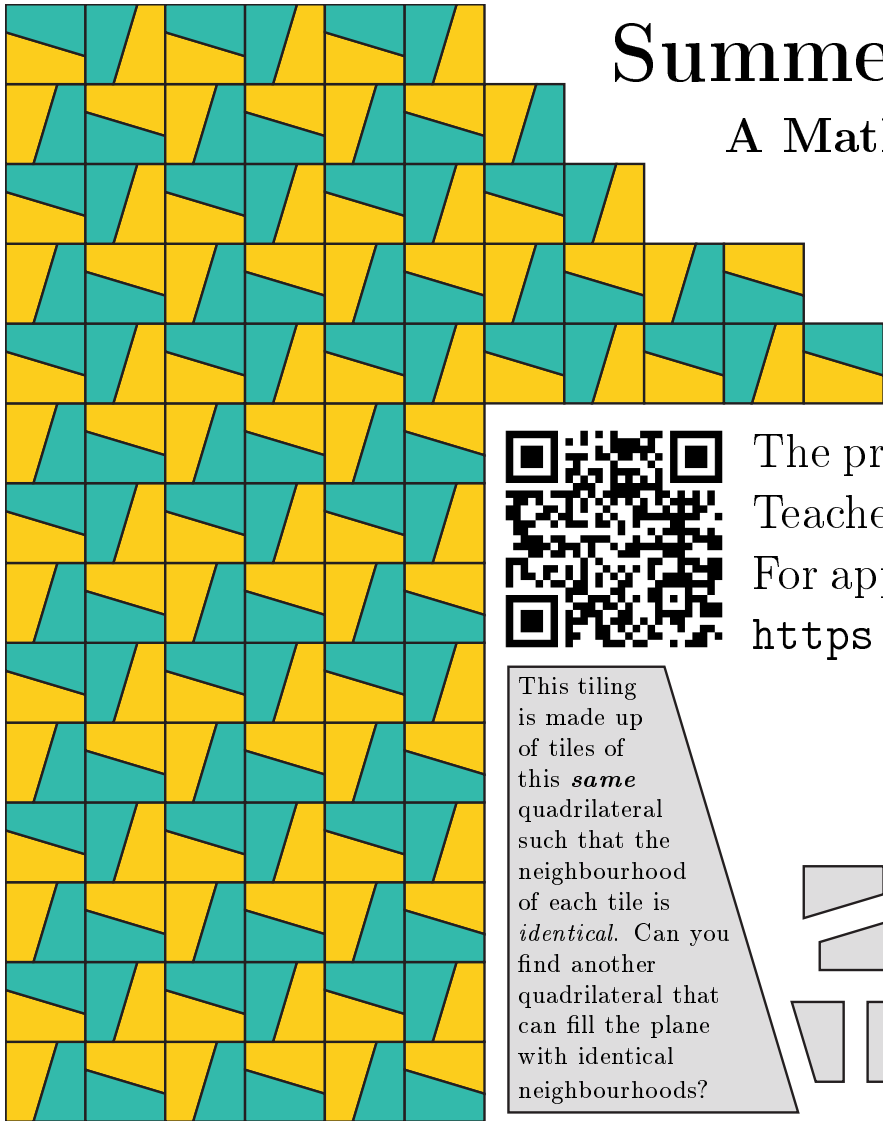 Summe
A Mat
The pr
Teache
For ap
https
This tiling
is made up
of tiles of
this same
quadrilateral
such that the
neighbourhood
of each tile is
identical. Can you
find another
quadrilateral that
can fill the plane
with identical
neighbourhoods?